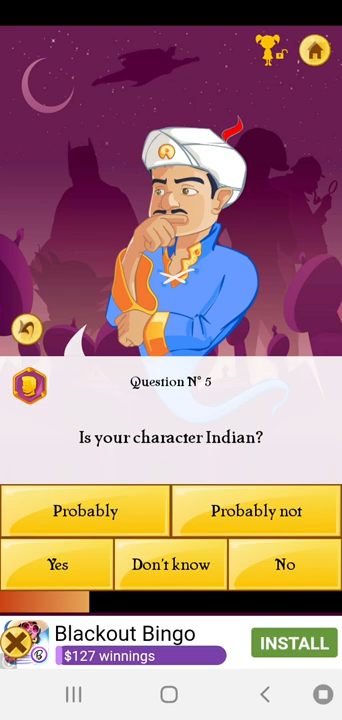 Question N° 5
Is your character Indian?
Probably
Probably not
Yes
Don't know
No
Blackout Bingo
$127 winnings
INSTALL